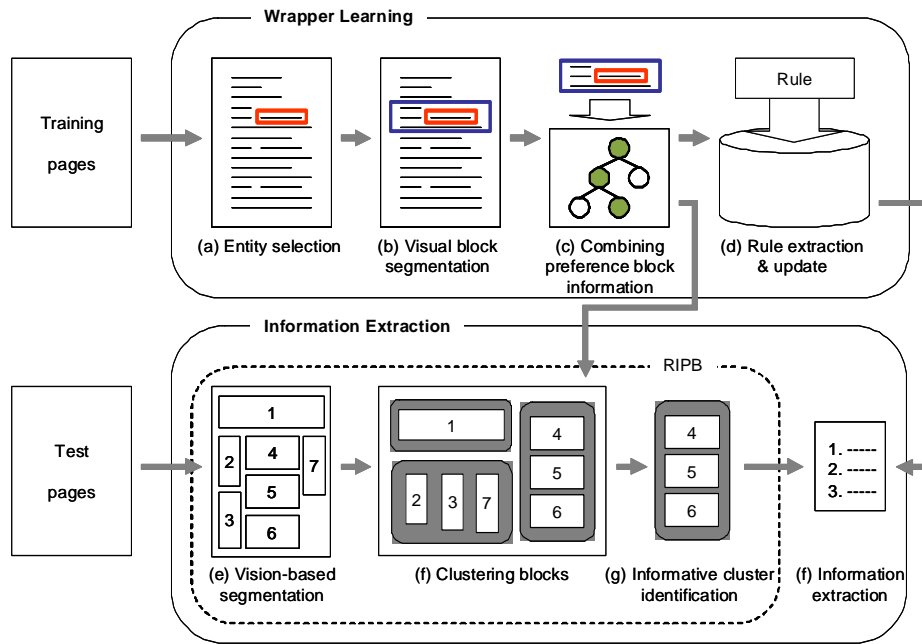 Wrapper Learning
Training
pages
Rule
(a) Entity selection
(b) Visual block
segmentation
(c) Combining
preference block
information
(d) Rule extraction
& update
Information Extraction
RIPB
Test
pages
1
2
3
4
5
6
7
1
2
3
7
4
5
6
4
5
6
1. -----
2. -----
3. -----
(e) Vision-based
segmentation
(f) Clustering blocks
(g) Informative cluster
identification
(f) Information
extraction